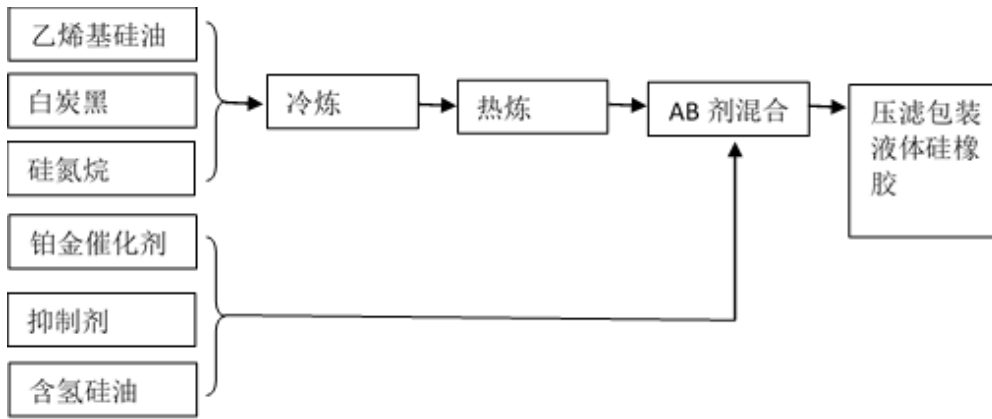 乙烯基硅油
白炭黑
硅氮烷
冷炼
热炼
AB 剂混合
压滤包装
液体硅橡
胶
铂金催化剂
抑制剂
含氢硅油